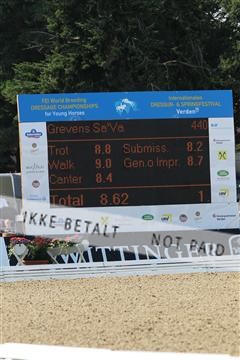 FEI World Breeding
DRESSAGE CHAMPIONSHIPS
for Young Horses
Internationales
DRESSUR- & SPRINGFESTIVAL
Verden
Grevens Sa'Va 440
Trot 8.8 Submiss. 8.2
Walk 9.0 Gen.o Impr. 8.7
Canter 8.4
Total 8.62 1
IKKE BETALT
NOT PAID